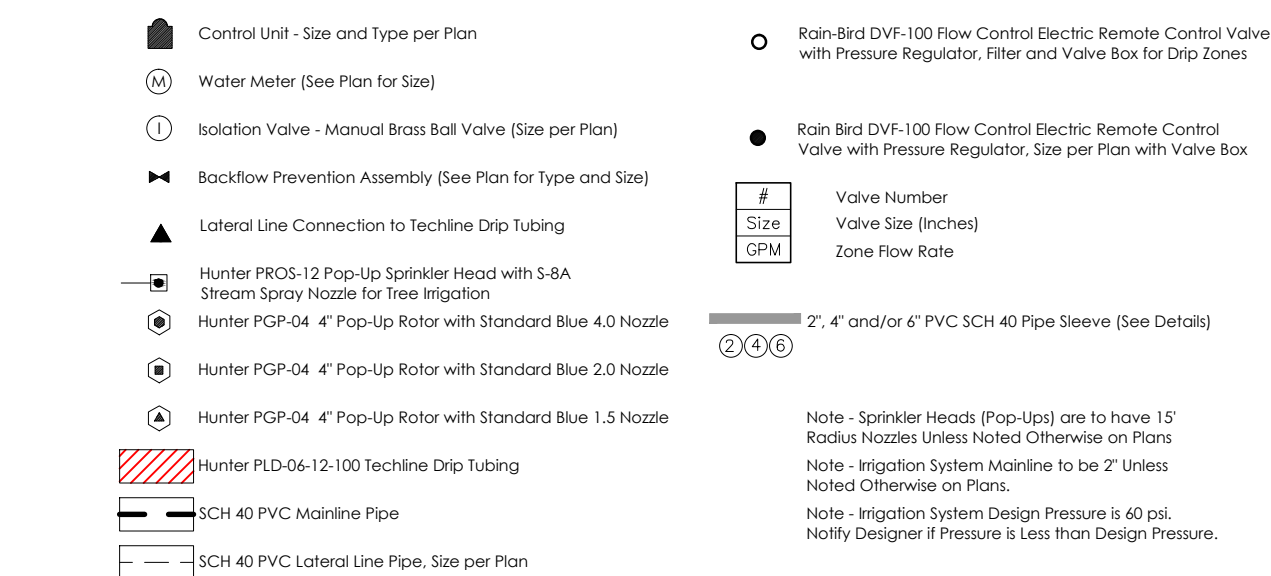 Control Unit - Size and Type per Plan
M
Water Meter (See Plan for Size)
I
Isolation Valve - Manual Brass Ball Valve (Size per Plan)
Backflow Prevention Assembly (See Plan for Type and Size)
Lateral Line Connection to Techline Drip Tubing
Hunter PROS-12 Pop-Up Sprinkler Head with S-8A
Stream Spray Nozzle for Tree Irrigation
Hunter PGP-04 4" Pop-Up Rotor with Standard Blue 4.0 Nozzle
Hunter PGP-04 4" Pop-Up Rotor with Standard Blue 2.0 Nozzle
Hunter PGP-04 4" Pop-Up Rotor with Standard Blue 1.5 Nozzle
Hunter PLD-06-12-100 Techline Drip Tubing
SCH 40 PVC Mainline Pipe
SCH 40 PVC Lateral Line Pipe, Size per Plan
Rain-Bird DVF-100 Flow Control Electric Remote Control Valve
with Pressure Regulator, Filter and Valve Box for Drip Zones
Rain Bird DVF-100 Flow Control Electric Remote Control
Valve with Pressure Regulator, Size per Plan with Valve Box
# Valve Number
Size Valve Size (Inches)
GPM Zone Flow Rate
2", 4" and/or 6" PVC SCH 40 Pipe Sleeve (See Details)
2 4 6
Note - Sprinkler Heads (Pop-Ups) are to have 15'
Radius Nozzles Unless Noted Otherwise on Plans
Note - Irrigation System Mainline to be 2" Unless
Noted Otherwise on Plans.
Note - Irrigation System Design Pressure is 60 psi.
Notify Designer if Pressure is Less than Design Pressure.